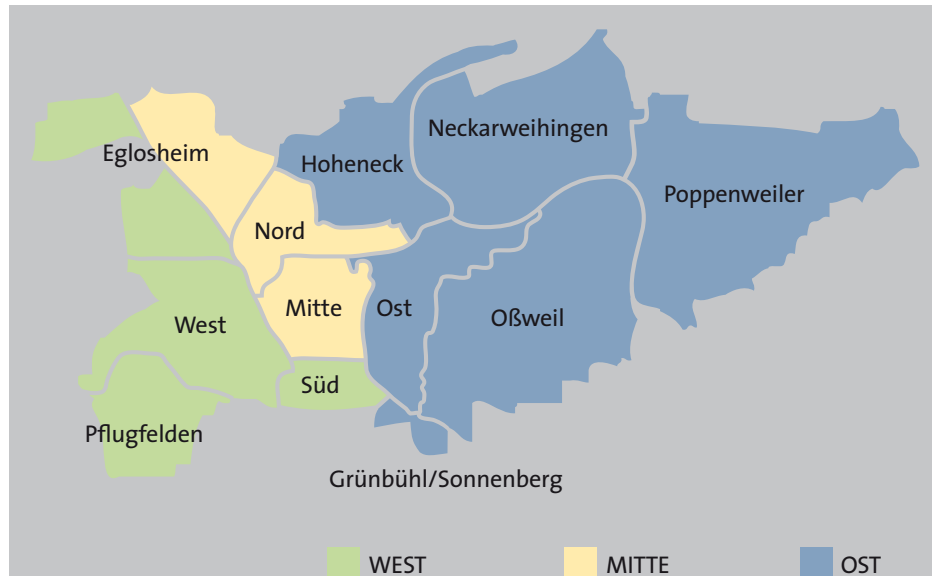 Neckarweihingen
Eglosheim
Hoheneck
Poppenweiler
Nord
Mitte
Ost
Oßweil
West
Süd
Pflugfelden
Grünbühl/Sonnenberg
WEST
MITTE
OST